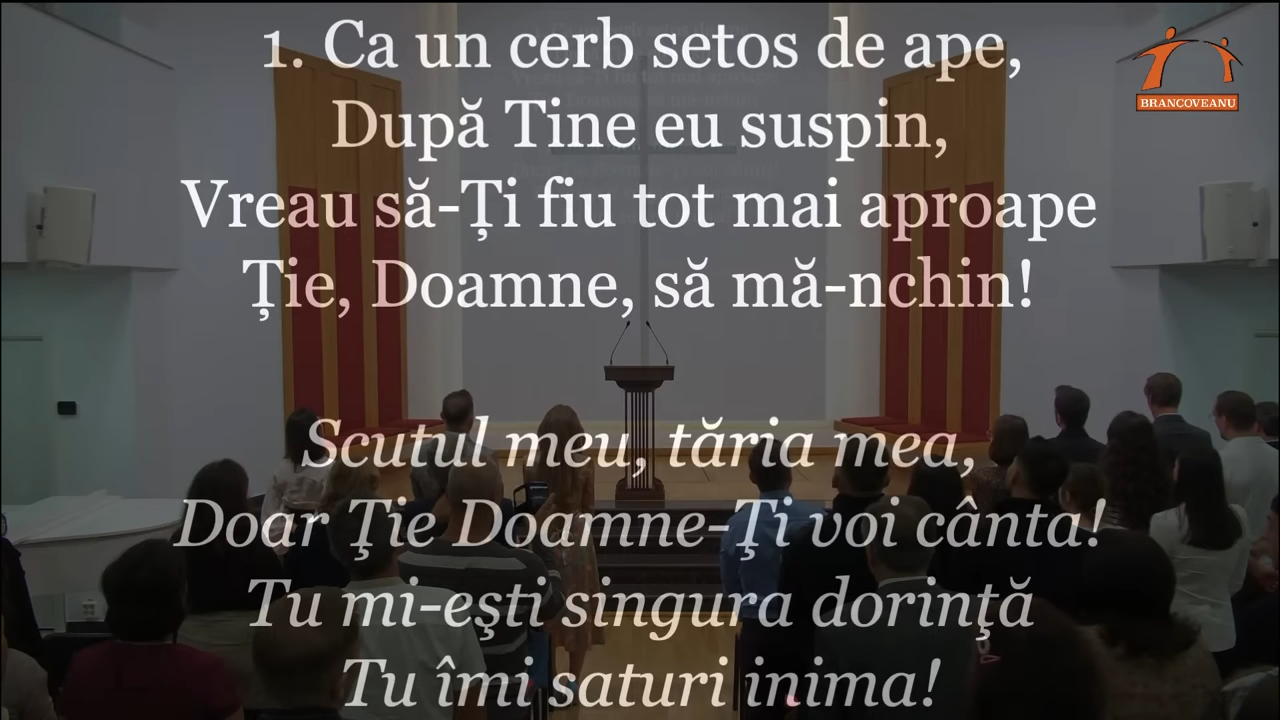 1. Ca un cerb setos de ape,
După Tine eu suspin,
Vreau să-Ți fiu tot mai aproape
Ție, Doamne, să mă-nchin!
Scutul meu, tăria mea,
Doar Ţie Doamne-Ţi voi cânta!
Tu mi-eşti singura dorinţă
Tu îmi saturi inima!
BRANCOVEANU